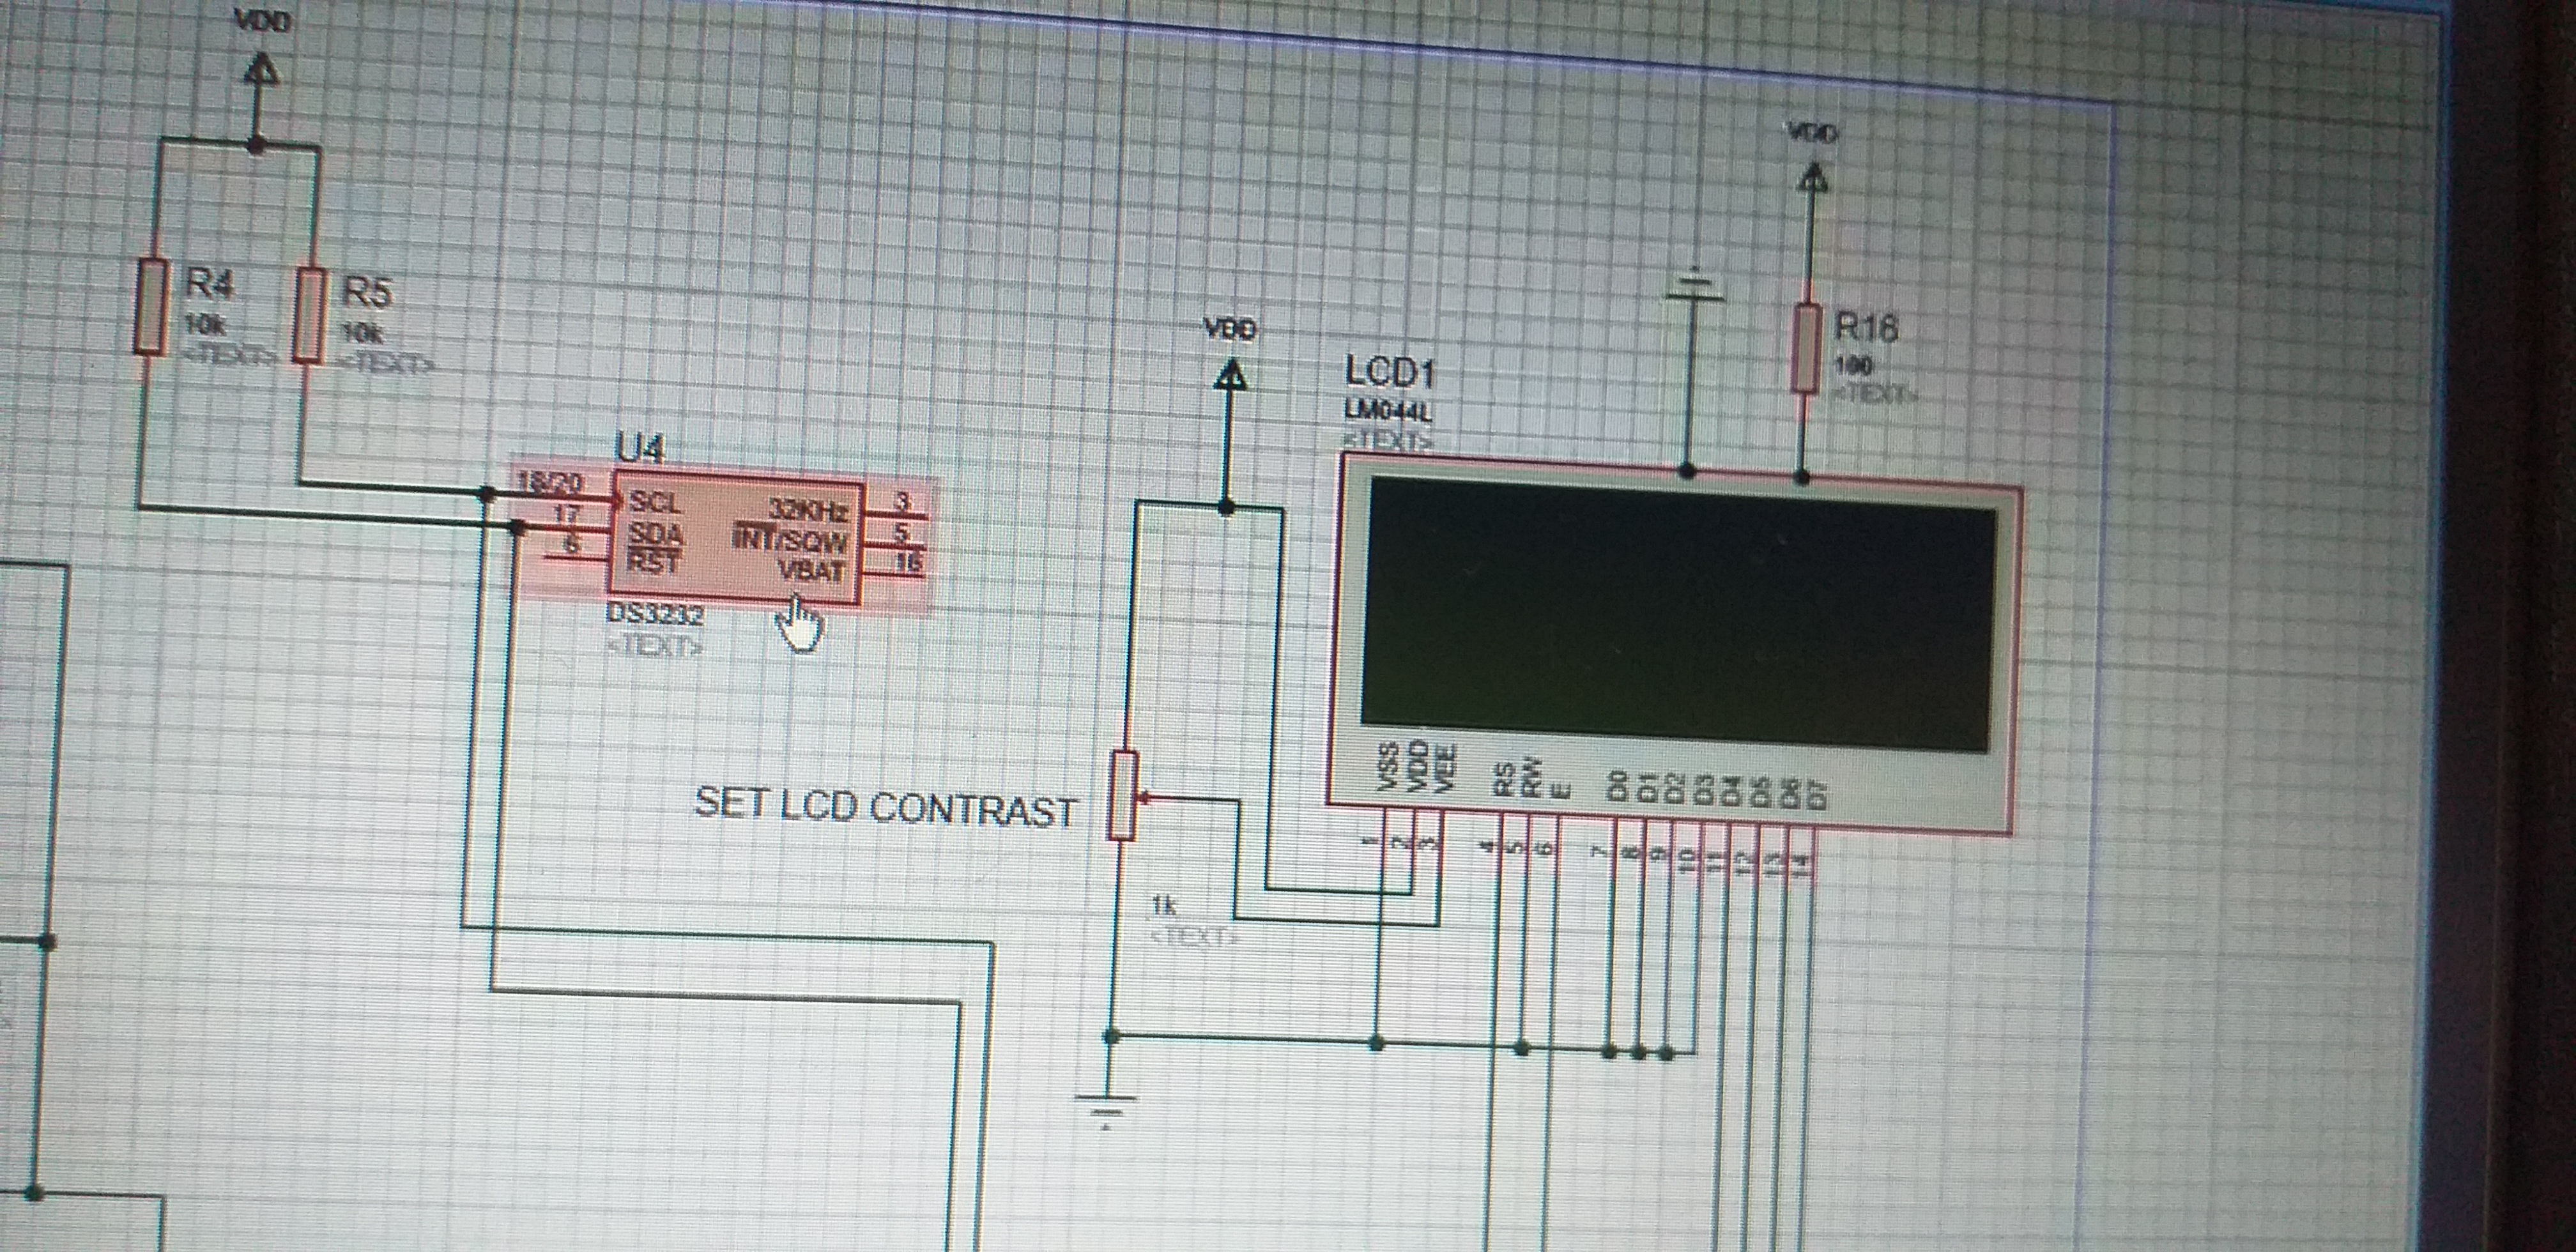 VDD
VDD
R4
10k
<TEXT>
R5
10k
<TEXT>
VDD
R18
100
<TEXT>
LCD1
LM044L
<TEXT>
U4
18/20
17
6
SCL
SDA
RST
32KHz
INT/SQW
VBAT
3
5
16
DS3232
<TEXT>
SET LCD CONTRAST
1k
<TEXT>
VSS
VDD
VEE
RS
RW
E
D0
D1
D2
D3
D4
D5
D6
D7
1
2
3
4
5
6
7
8
9
10
11
12
13
14